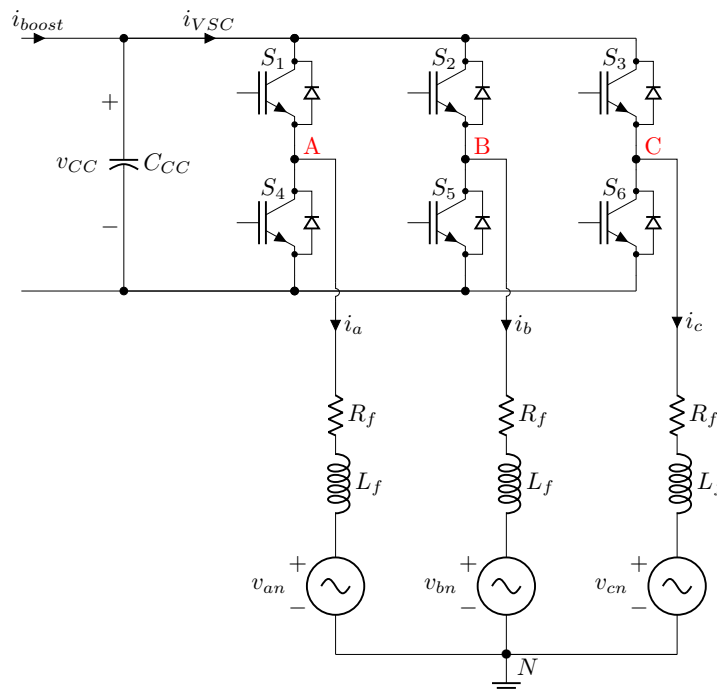 i_boost
i_VSC
S_1
S_2
S_3
+
A
B
C
v_CC
C_CC
S_4
S_5
S_6
−
i_a
i_b
i_c
R_f
R_f
R_f
L_f
L_f
+
+
+
v_an
v_bn
v_cn
−
−
−
N